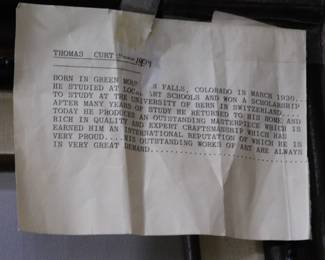 THOMAS CURT 1994
BORN IN GREEN FALLS, COLORADO IN MARCH 1939,
HE STUDIED AT LOCAL ART SCHOOLS AND WON A SCHOLARSHIP
TO STUDY AT THE UNIVERSITY OF BERN IN SWITZERLAND....
AFTER MANY YEARS OF STUDY HE RETURNED TO HIS HOME AND
TODAY HE PRODUCES AN OUTSTANDING MASTERPIECE WHICH IS
RICH IN QUALITY AND EXPERT CRAFTSMANSHIP WHICH HAS
EARNED HIM AN INTERNATIONAL REPUTATION OF WHICH HE IS
VERY PROUD....HIS OUTSTANDING WORKS OF ART ARE ALWAYS
IN VERY GREAT DEMAND......................................